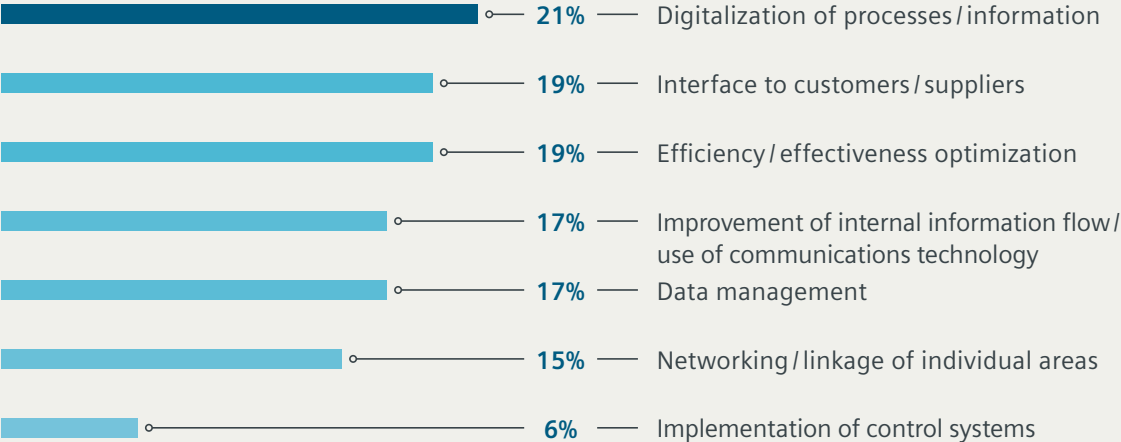 21% Digitalization of processes/information
19% Interface to customers/suppliers
19% Efficiency/effectiveness optimization
17% Improvement of internal information flow/
use of communications technology
17% Data management
15% Networking/linkage of individual areas
6% Implementation of control systems